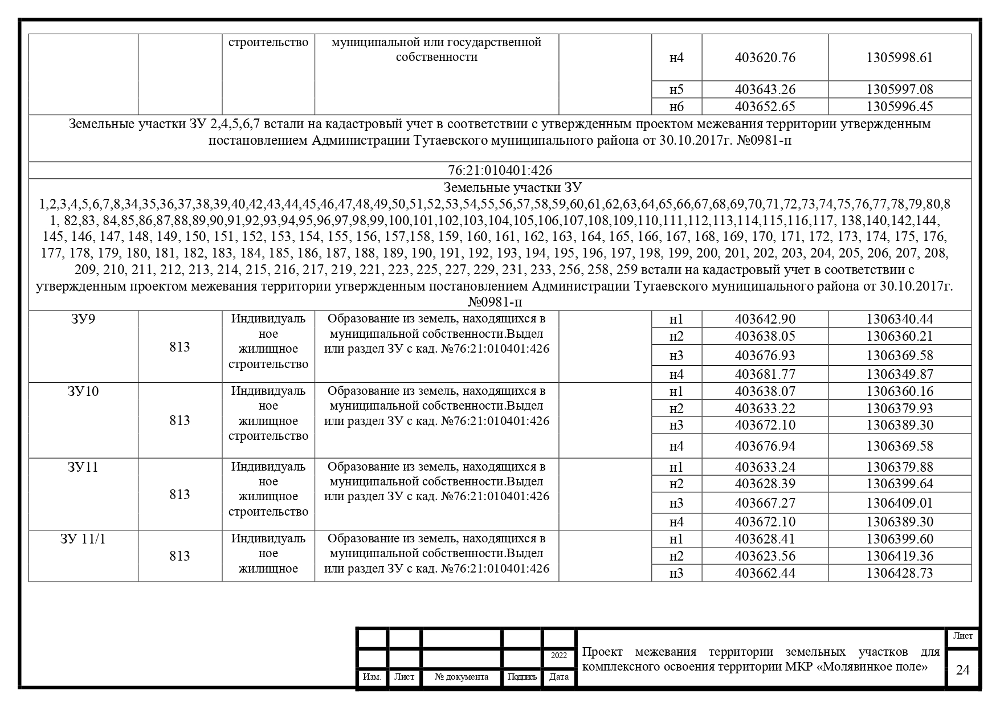 строительство муниципальной или государственной собственности н4 403620.76 1305998.61
н5 403643.26 1305997.08
н6 403652.65 1305996.45
Земельные участки ЗУ 2,4,5,6,7 встали на кадастровый учет в соответствии с утвержденным проектом межевания территории утвержденным
постановлением Администрации Тутаевского муниципального района от 30.10.2017г. №0981-п
76:21:010401:426
Земельные участки ЗУ
1,2,3,4,5,6,7,8,34,35,36,37,38,39,40,42,43,44,45,46,47,48,49,50,51,52,53,54,55,56,57,58,59,60,61,62,63,64,65,66,67,68,69,70,71,72,73,74,75,76,77,78,79,80,8
1, 82,83, 84,85,86,87,88,89,90,91,92,93,94,95,96,97,98,99,100,101,102,103,104,105,106,107,108,109,110,111,112,113,114,115,116,117, 138,140,142,144,
145, 146, 147, 148, 149, 150, 151, 152, 153, 154, 155, 156, 157,158, 159, 160, 161, 162, 163, 164, 165, 166, 167, 168, 169, 170, 171, 172, 173, 174, 175, 176,
177, 178, 179, 180, 181, 182, 183, 184, 185, 186, 187, 188, 189, 190, 191, 192, 193, 194, 195, 196, 197, 198, 199, 200, 201, 202, 203, 204, 205, 206, 207, 208,
209, 210, 211, 212, 213, 214, 215, 216, 217, 219, 221, 223, 225, 227, 229, 231, 233, 256, 258, 259 встали на кадастровый учет в соответствии с
утвержденным проектом межевания территории утвержденным постановлением Администрации Тутаевского муниципального района от 30.10.2017г.
№0981-п
ЗУ9
813
Индивидуаль
ное
жилищное
строительство
Образование из земель, находящихся в
муниципальной собственности.Выдел
или раздел ЗУ с кад. №76:21:010401:426
н1 403642.90 1306340.44
н2 403638.05 1306360.21
н3 403676.93 1306369.58
н4 403681.77 1306349.87
ЗУ10
813
Индивидуаль
ное
жилищное
строительство
Образование из земель, находящихся в
муниципальной собственности.Выдел
или раздел ЗУ с кад. №76:21:010401:426
н1 403638.07 1306360.16
н2 403633.22 1306379.93
н3 403672.10 1306389.30
н4 403676.94 1306369.58
ЗУ11
813
Индивидуаль
ное
жилищное
строительство
Образование из земель, находящихся в
муниципальной собственности.Выдел
или раздел ЗУ с кад. №76:21:010401:426
н1 403633.24 1306379.88
н2 403628.39 1306399.64
н3 403667.27 1306409.01
н4 403672.10 1306389.30
ЗУ 11/1
813
Индивидуаль
ное
жилищное
Образование из земель, находящихся в
муниципальной собственности.Выдел
или раздел ЗУ с кад. №76:21:010401:426
н1 403628.41 1306399.60
н2 403623.56 1306419.36
н3 403662.44 1306428.73
2022
Изм. Лист № документа Подпись Дата
Проект межевания территории земельных участков для
комплексного освоения территории МКР «Молявинкое поле»
Лист
24